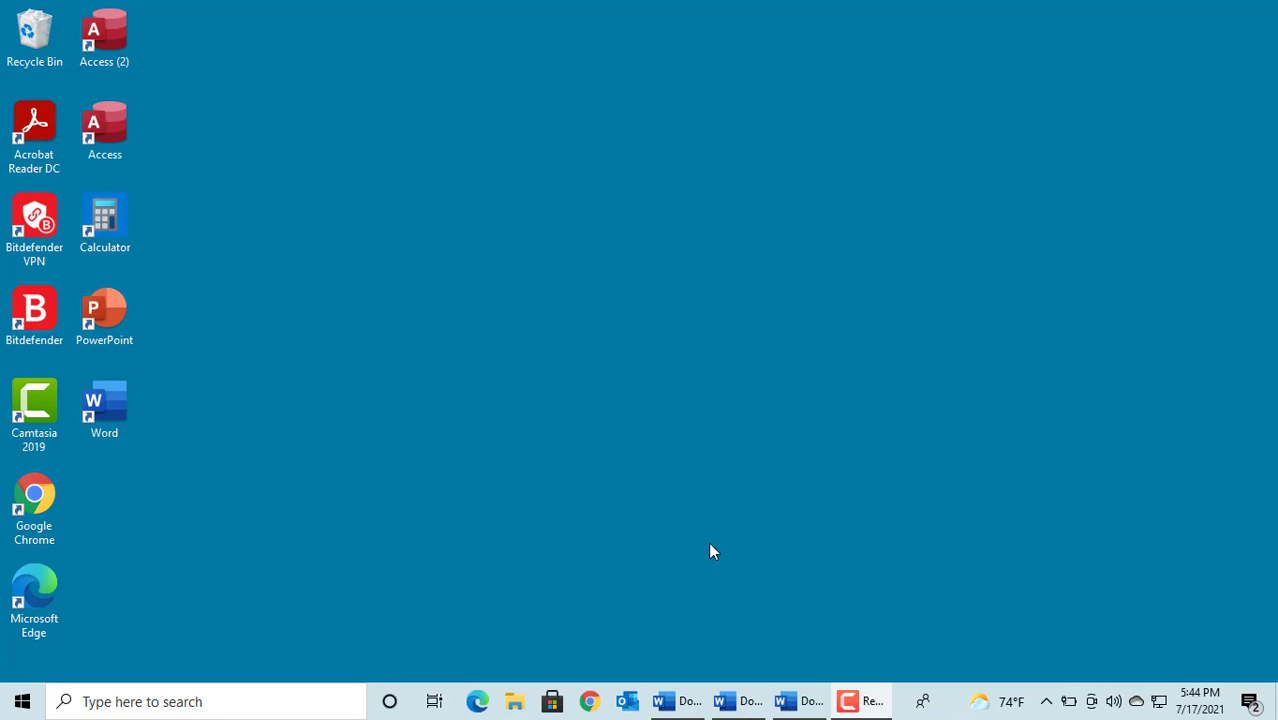 Recycle Bin
Access (2)
Acrobat
Reader DC
Access
Bitdefender
VPN
Calculator
Bitdefender
PowerPoint
Camtasia
2019
Word
Google
Chrome
Microsoft
Edge
Type here to search
Do...
Do...
Do...
Re...
74°F
5:44 PM
7/17/2021
2